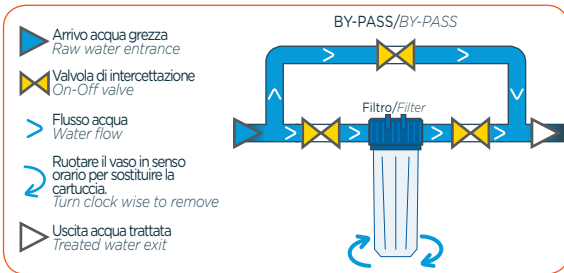 Arrivo acqua grezza
Raw water entrance
Valvola di intercettazione
On-Off valve
Flusso acqua
Water flow
Ruotare il vaso in senso
orario per sostituire la
cartuccia.
Turn clock wise to remove
Uscita acqua trattata
Treated water exit
BY-PASS/BY-PASS
Filtro/Filter